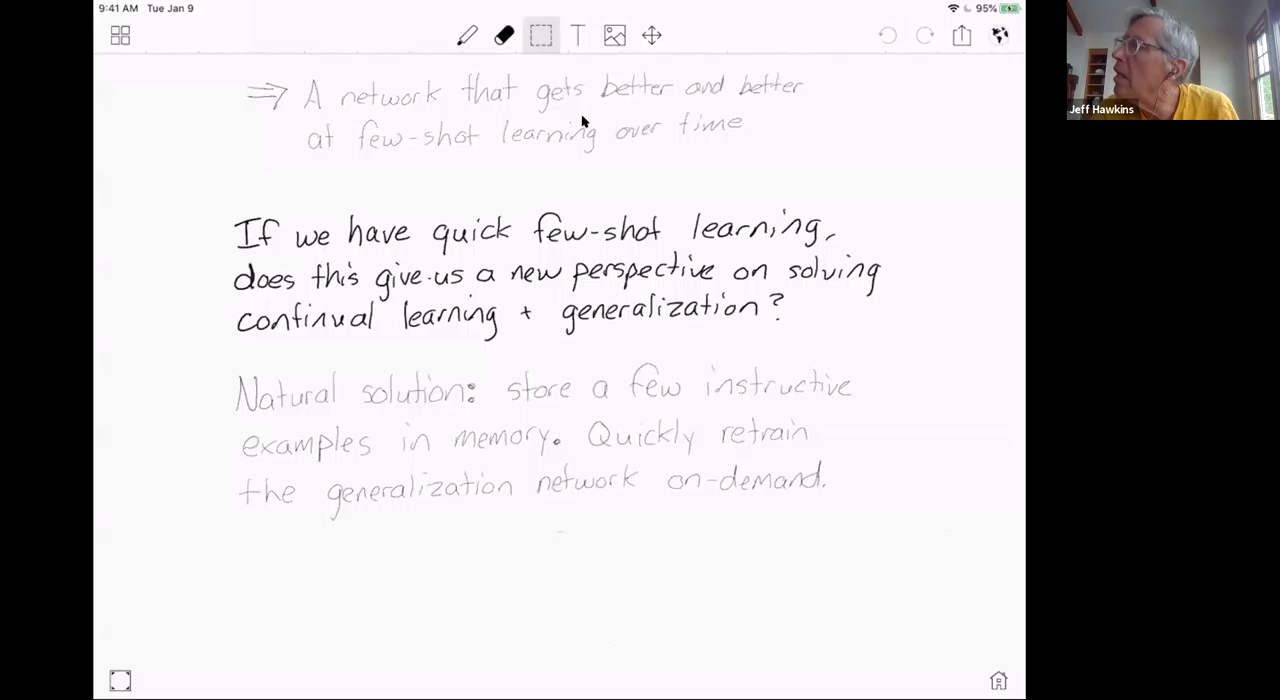 9:41 AM Tue Jan 9
95%
T
Jeff Hawkins
⇒ A network that gets better and better
at few-shot learning over time
If we have quick few-shot learning,
does this give us a new perspective on solving
continual learning + generalization?
Natural solution: store a few instructive
examples in memory. Quickly retrain
the generalization network on-demand.